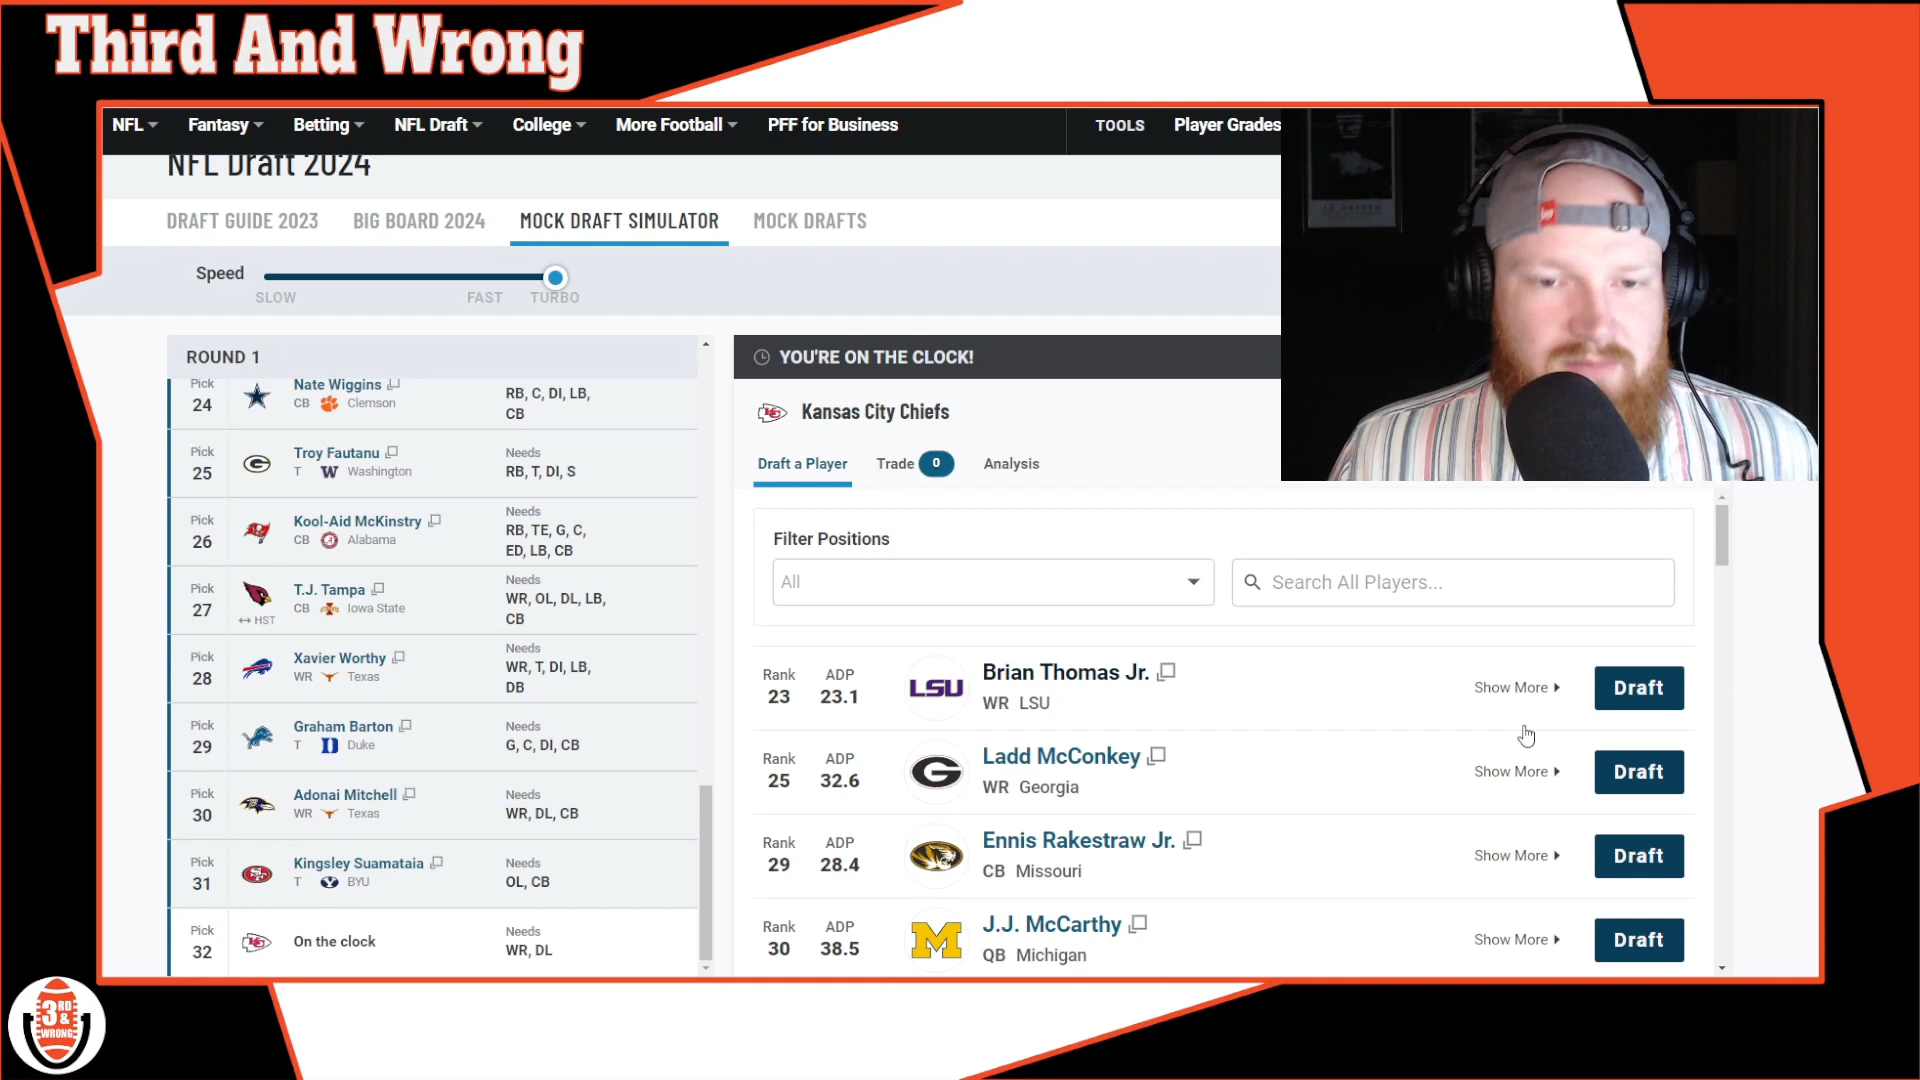 Third And Wrong
NFL Fantasy Betting NFL Draft College More Football PFF for Business TOOLS Player Grades
NFL Draft 2024
DRAFT GUIDE 2023 BIG BOARD 2024 MOCK DRAFT SIMULATOR MOCK DRAFTS
Speed
SLOW FAST TURBO
ROUND 1
Pick 24 Nate Wiggins RB, C, DI, LB,
CB Clemson CB
Pick 25 Troy Fautanu Needs
T W Washington RB, T, DI, S
Pick 26 Kool-Aid McKinstry Needs
CB Alabama RB, TE, G, C,
ED, LB, CB
Pick 27 T.J. Tampa Needs
CB Iowa State WR, OL, DL, LB,
↔ HST CB
Pick 28 Xavier Worthy Needs
WR Texas WR, T, DI, LB,
DB
Pick 29 Graham Barton Needs
T D Duke G, C, DI, CB
Pick 30 Adonai Mitchell Needs
WR Texas WR, DL, CB
Pick 31 Kingsley Suamataia Needs
T Y BYU OL, CB
Pick 32 On the clock Needs
WR, DL
YOU'RE ON THE CLOCK!
Kansas City Chiefs
Draft a Player Trade 0 Analysis
Filter Positions
All Search All Players...
Rank 23 ADP 23.1 LSU Brian Thomas Jr. Show More Draft
WR LSU
Rank 25 ADP 32.6 G Ladd McConkey Show More Draft
WR Georgia
Rank 29 ADP 28.4 Ennis Rakestraw Jr. Show More Draft
CB Missouri
Rank 30 ADP 38.5 M J.J. McCarthy Show More Draft
QB Michigan
3RD
&
WRONG